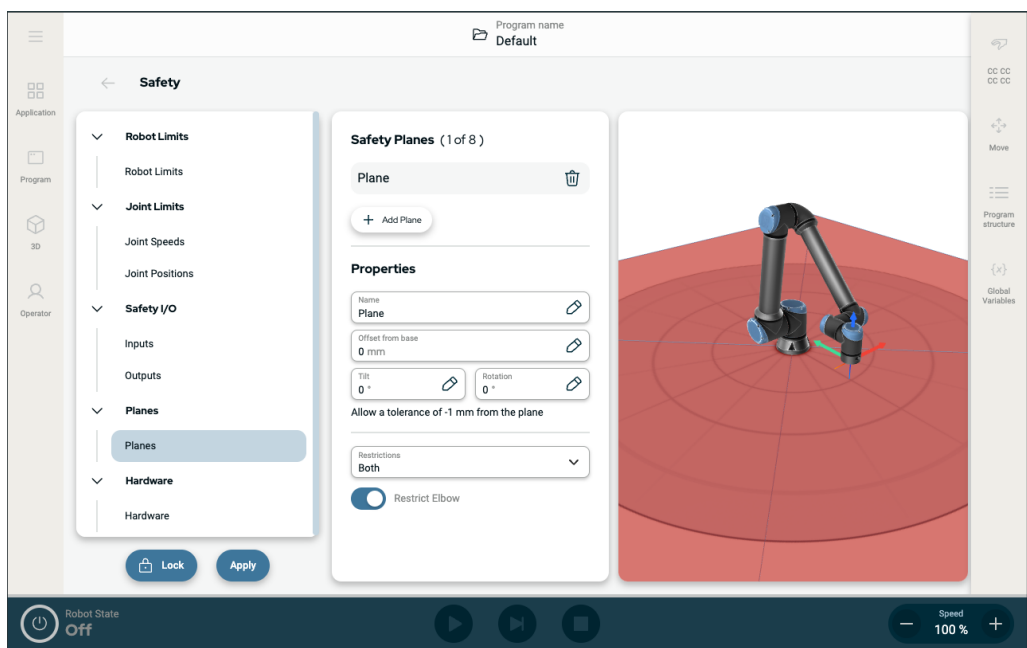 Program name
Default
Safety
Application
Program
3D
Operator
Robot Limits
Robot Limits
Joint Limits
Joint Speeds
Joint Positions
Safety I/O
Inputs
Outputs
Planes
Planes
Hardware
Hardware
Lock
Apply
Safety Planes (1 of 8)
Plane
+ Add Plane
Properties
Name
Plane
Offset from base
0 mm
Tilt
0 °
Rotation
0 °
Allow a tolerance of -1 mm from the plane
Restrictions
Both
Restrict Elbow
CC CC
CC CC
Move
Program
structure
{x}
Global
Variables
Robot State
Off
Speed
100 %